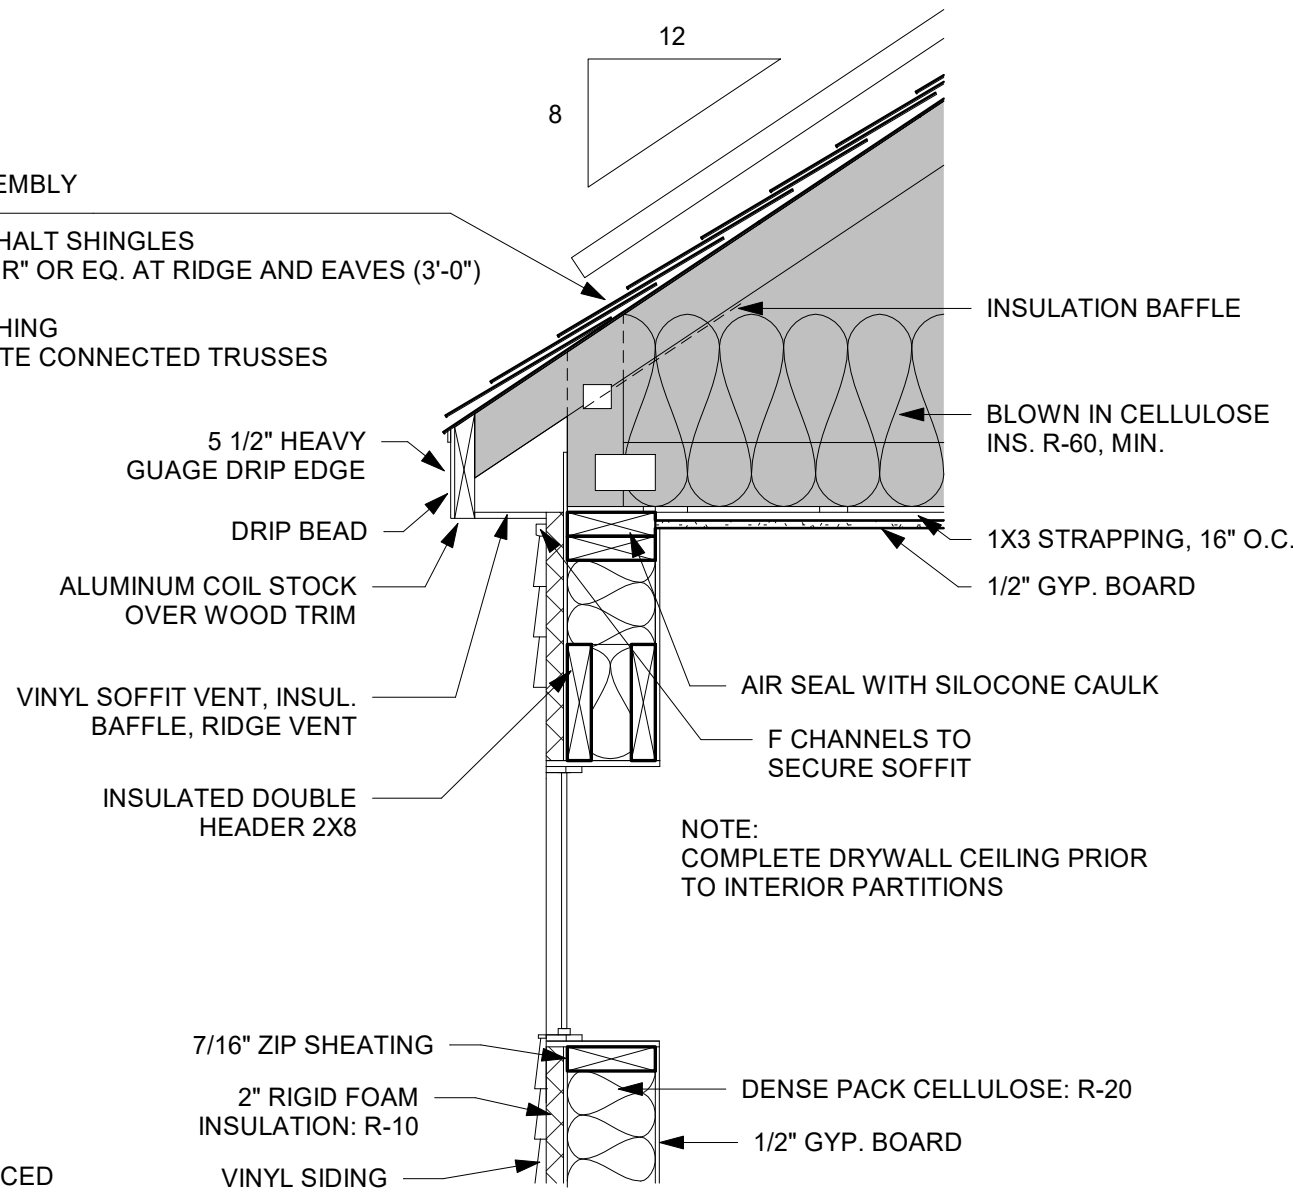 12
8
EMBLY
HALT SHINGLES
R" OR EQ. AT RIDGE AND EAVES (3'-0")
HING
TE CONNECTED TRUSSES
INSULATION BAFFLE
BLOWN IN CELLULOSE
INS. R-60, MIN.
5 1/2" HEAVY
GUAGE DRIP EDGE
DRIP BEAD
1X3 STRAPPING, 16" O.C.
1/2" GYP. BOARD
ALUMINUM COIL STOCK
OVER WOOD TRIM
VINYL SOFFIT VENT, INSUL.
BAFFLE, RIDGE VENT
AIR SEAL WITH SILOCONE CAULK
F CHANNELS TO
SECURE SOFFIT
INSULATED DOUBLE
HEADER 2X8
NOTE:
COMPLETE DRYWALL CEILING PRIOR
TO INTERIOR PARTITIONS
7/16" ZIP SHEATING
2" RIGID FOAM
INSULATION: R-10
DENSE PACK CELLULOSE: R-20
1/2" GYP. BOARD
CED
VINYL SIDING